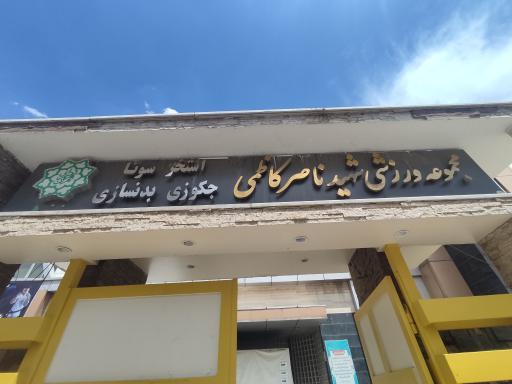 مجموعه ورزشی شهید ناصر کاظمی
استخر سونا
جکوزی بدنسازی